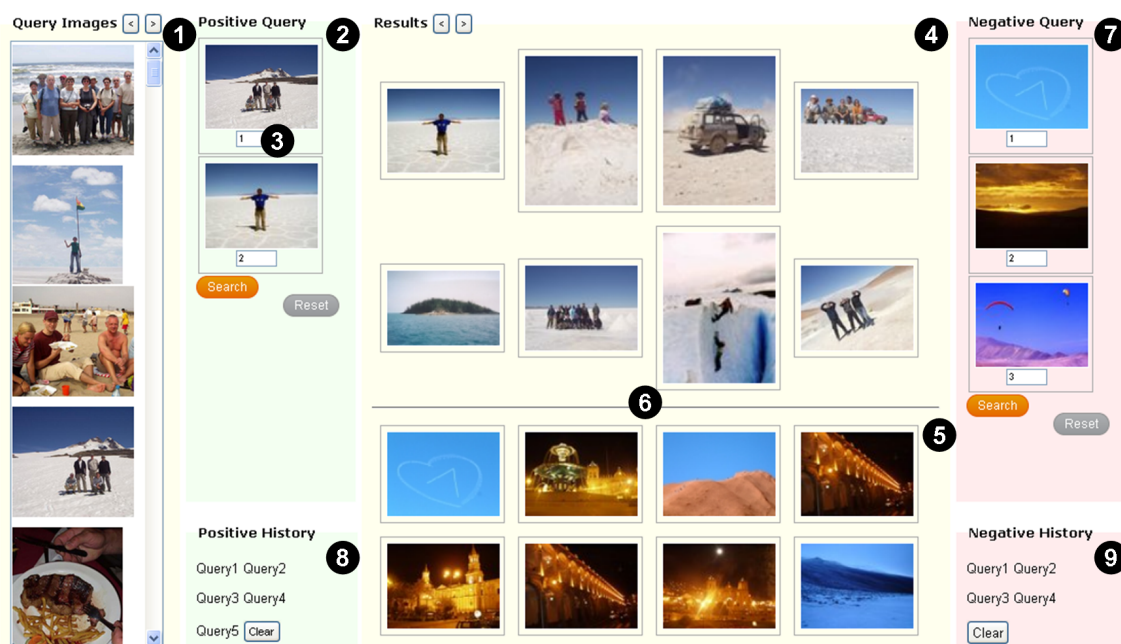 Query Images < >
1
Positive Query
2
1
3
2
Search
Reset
Results < >
4
6
5
Negative Query
7
1
2
3
Search
Reset
Positive History
8
Query1 Query2
Query3 Query4
Query5 Clear
Negative History
9
Query1 Query2
Query3 Query4
Clear